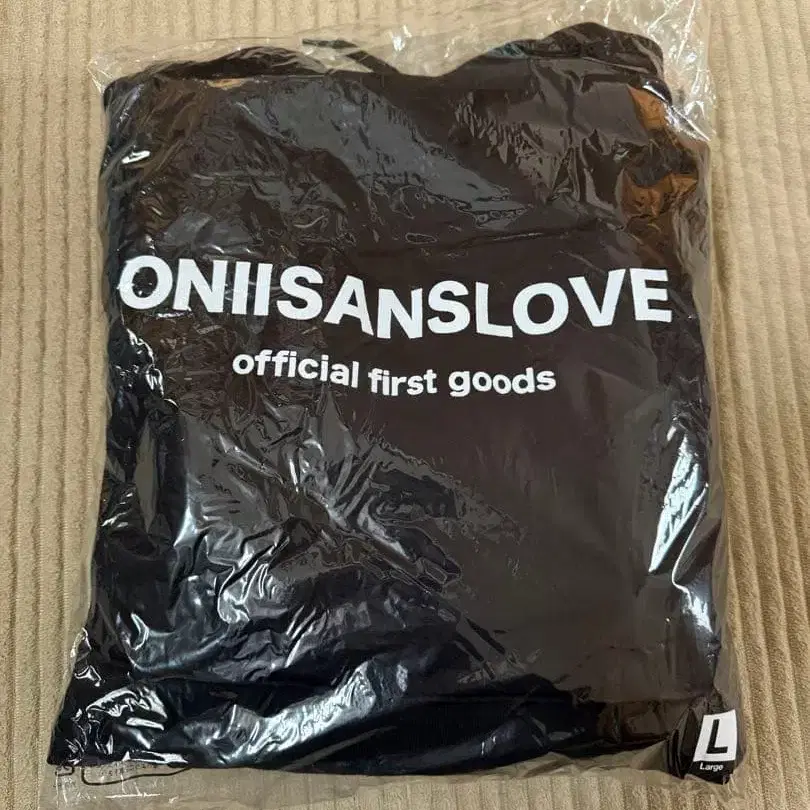 ONIISANSLOVE
official first goods
L
Large